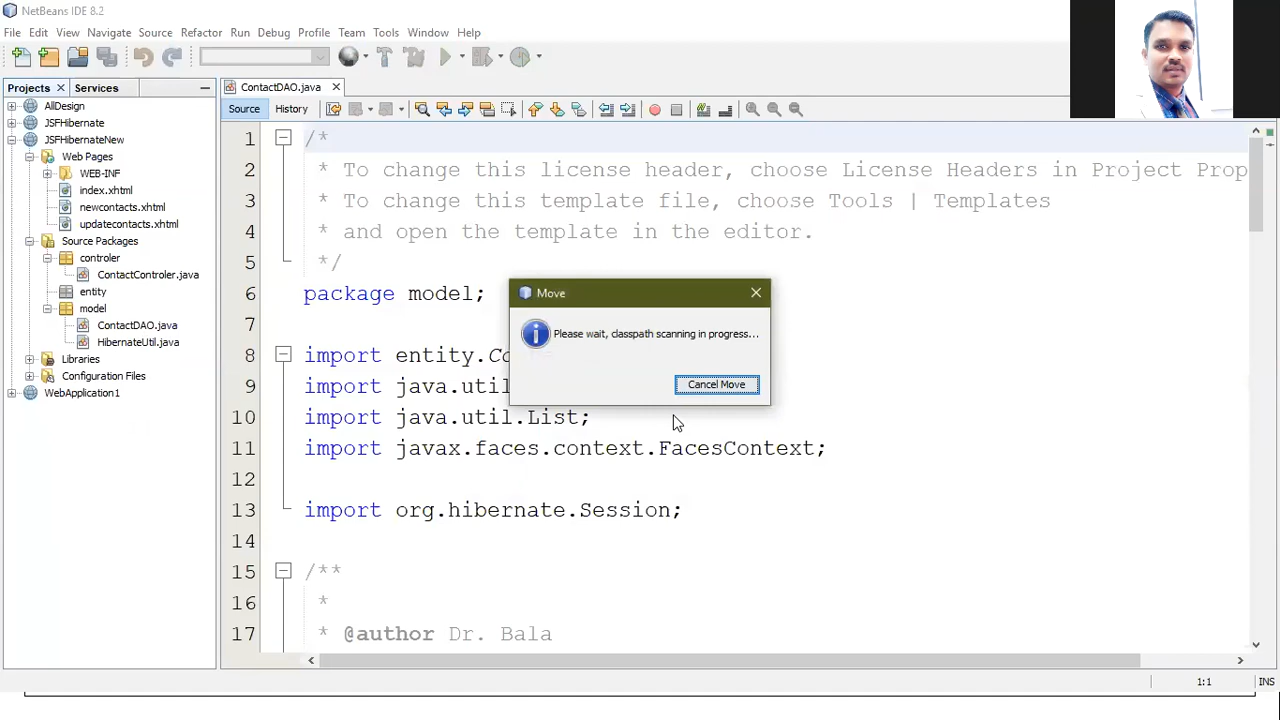 NetBeans IDE 8.2
File Edit View Navigate Source Refactor Run Debug Profile Team Tools Window Help
Projects Services
ContactDAO.java
Source History
AllDesign
JSFHibernate
JSFHibernateNew
Web Pages
WEB-INF
index.xhtml
newcontacts.xhtml
updatecontacts.xhtml
Source Packages
controler
ContactControler.java
entity
model
ContactDAO.java
HibernateUtil.java
Libraries
Configuration Files
WebApplication1
1 /*
2 * To change this license header, choose License Headers in Project Prop
3 * To change this template file, choose Tools | Templates
4 * and open the template in the editor.
5 */
6 package model;
7
8 import entity.Co
9 import java.util
10 import java.util.List;
11 import javax.faces.context.FacesContext;
12
13 import org.hibernate.Session;
14
15 /**
16 *
17 * @author Dr. Bala
Move
Please wait, classpath scanning in progress...
Cancel Move
1:1 INS